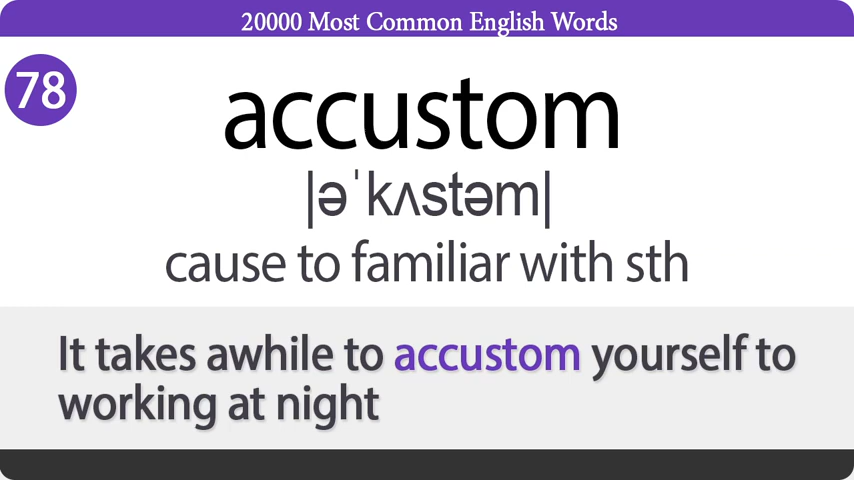 20000 Most Common English Words
78
accustom
|əˈkʌstəm|
cause to familiar with sth
It takes awhile to accustom yourself to
working at night